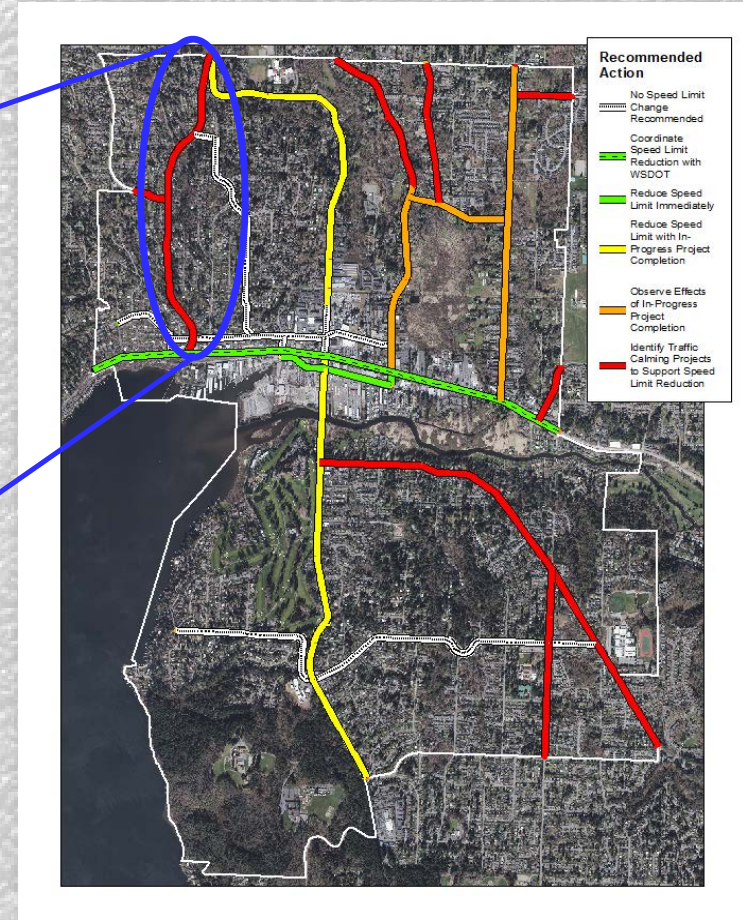 Recommended
Action
No Speed Limit
Change
Recommended
Coordinate
Speed Limit
Reduction with
WSDOT
Reduce Speed
Limit Immediately
Reduce Speed
Limit with In-
Progress Project
Completion
Observe Effects
of In-Progress
Project
Completion
Identify Traffic
Calming Projects
to Support Speed
Limit Reduction